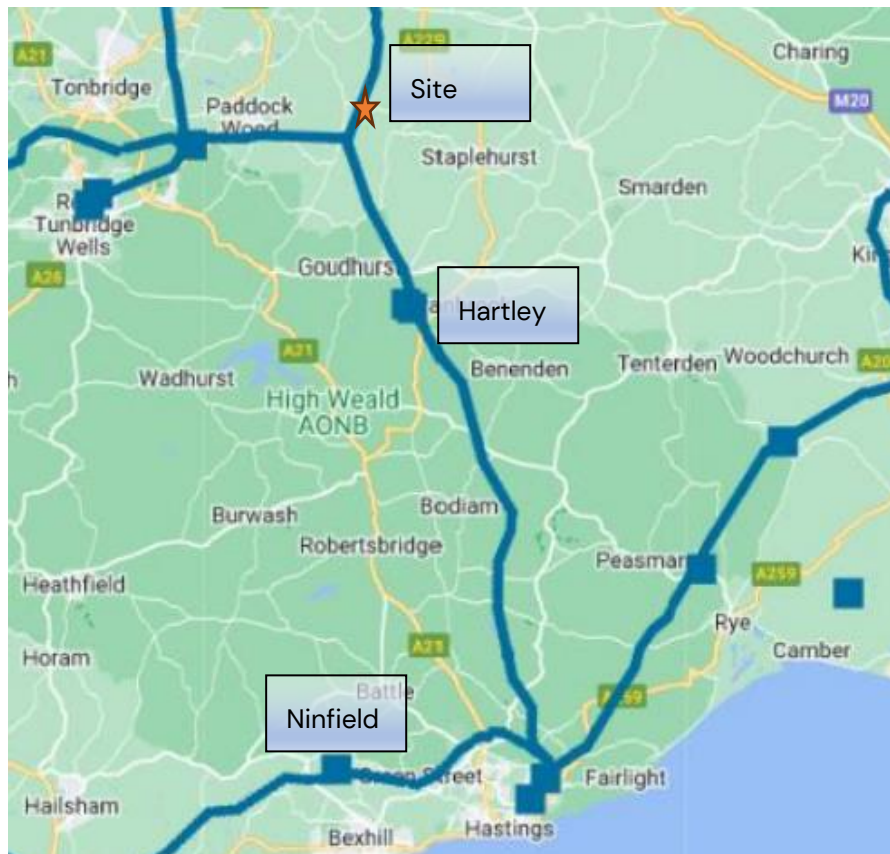 A21
A229
Charing
Tonbridge
Site
M20
Paddock
Wood
Staplehurst
Smarden
Tunbridge
Wells
A26
Goudhurst
Hartley
A21
Benenden
Tenterden
Woodchurch
A20
Wadhurst
High Weald
AONB
Bodiam
Burwash
Robertsbridge
Peasmar
A259
Heathfield
Rye
Camber
Horam
A21
Battle
A259
Ninfield
Green Street
Fairlight
Hailsham
Hastings
Bexhill